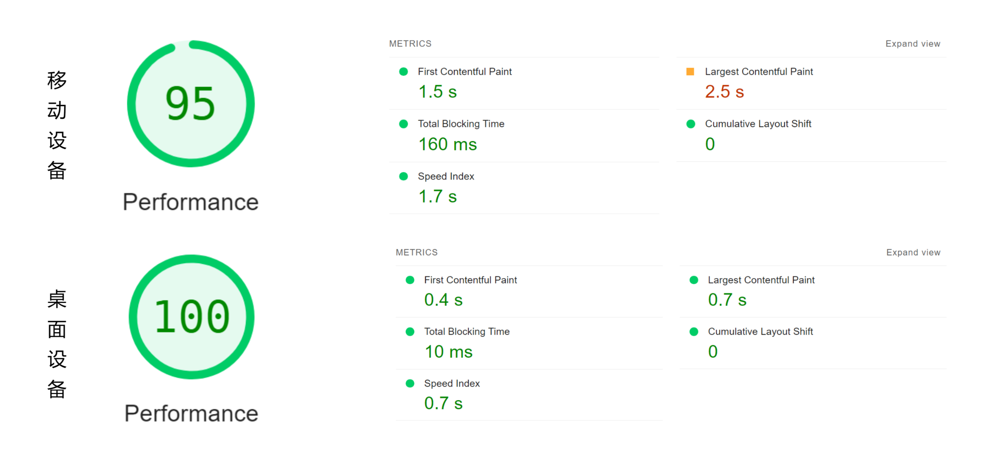 移动设备
95
Performance
METRICS
Expand view
First Contentful Paint
1.5 s
Largest Contentful Paint
2.5 s
Total Blocking Time
160 ms
Cumulative Layout Shift
0
Speed Index
1.7 s
桌面设备
100
Performance
METRICS
Expand view
First Contentful Paint
0.4 s
Largest Contentful Paint
0.7 s
Total Blocking Time
10 ms
Cumulative Layout Shift
0
Speed Index
0.7 s